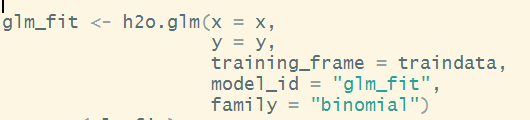 glm_fit <- h2o.glm(x = x,
y = y,
training_frame = traindata,
model_id = "glm_fit",
family = "binomial")